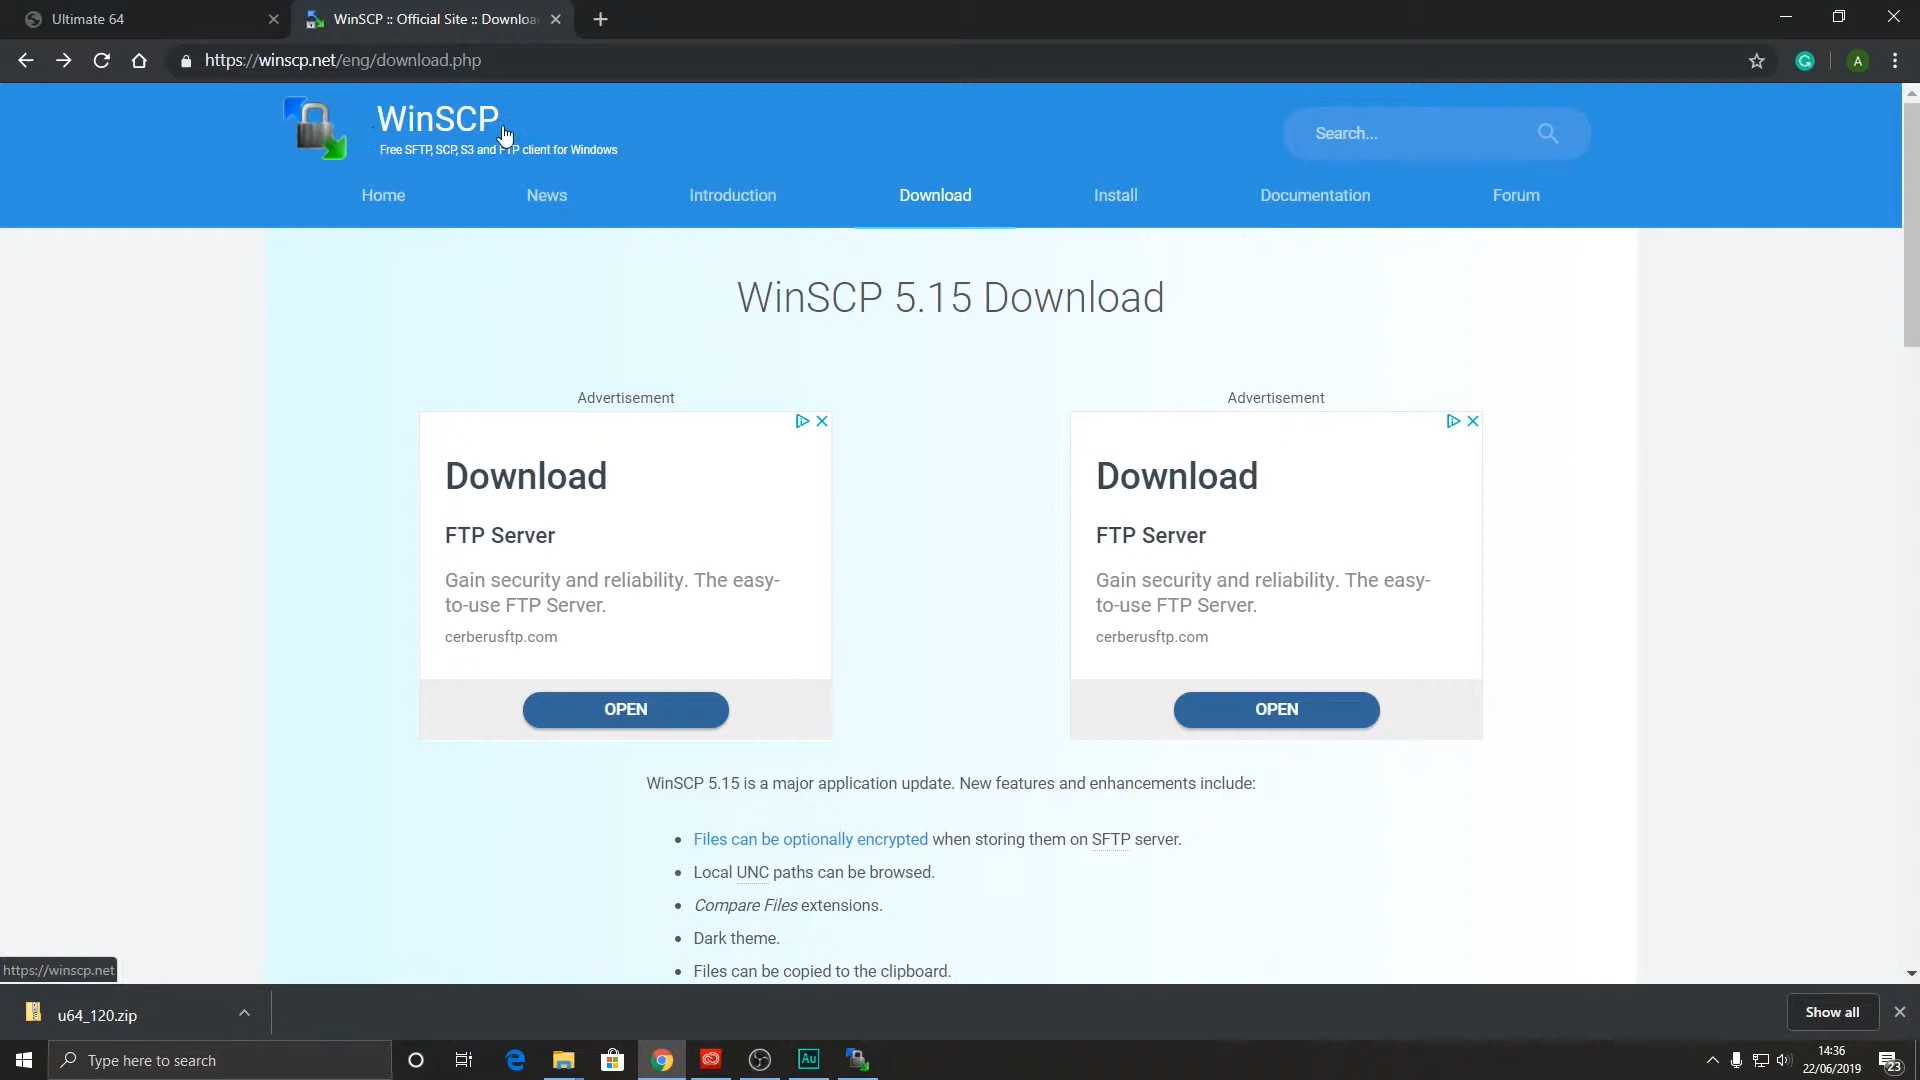 Ultimate 64
WinSCP :: Official Site :: Downloa
https://winscp.net/eng/download.php
A
WinSCP
Free SFTP, SCP, S3 and FTP client for Windows
Search...
Home
News
Introduction
Download
Install
Documentation
Forum
WinSCP 5.15 Download
Advertisement
Download
FTP Server
Gain security and reliability. The easy-
to-use FTP Server.
cerberusftp.com
OPEN
Advertisement
Download
FTP Server
Gain security and reliability. The easy-
to-use FTP Server.
cerberusftp.com
OPEN
WinSCP 5.15 is a major application update. New features and enhancements include:
Files can be optionally encrypted when storing them on SFTP server.
Local UNC paths can be browsed.
Compare Files extensions.
Dark theme.
Files can be copied to the clipboard.
https://winscp.net
u64_120.zip
Show all
Type here to search
Au
14:36
22/06/2019
23